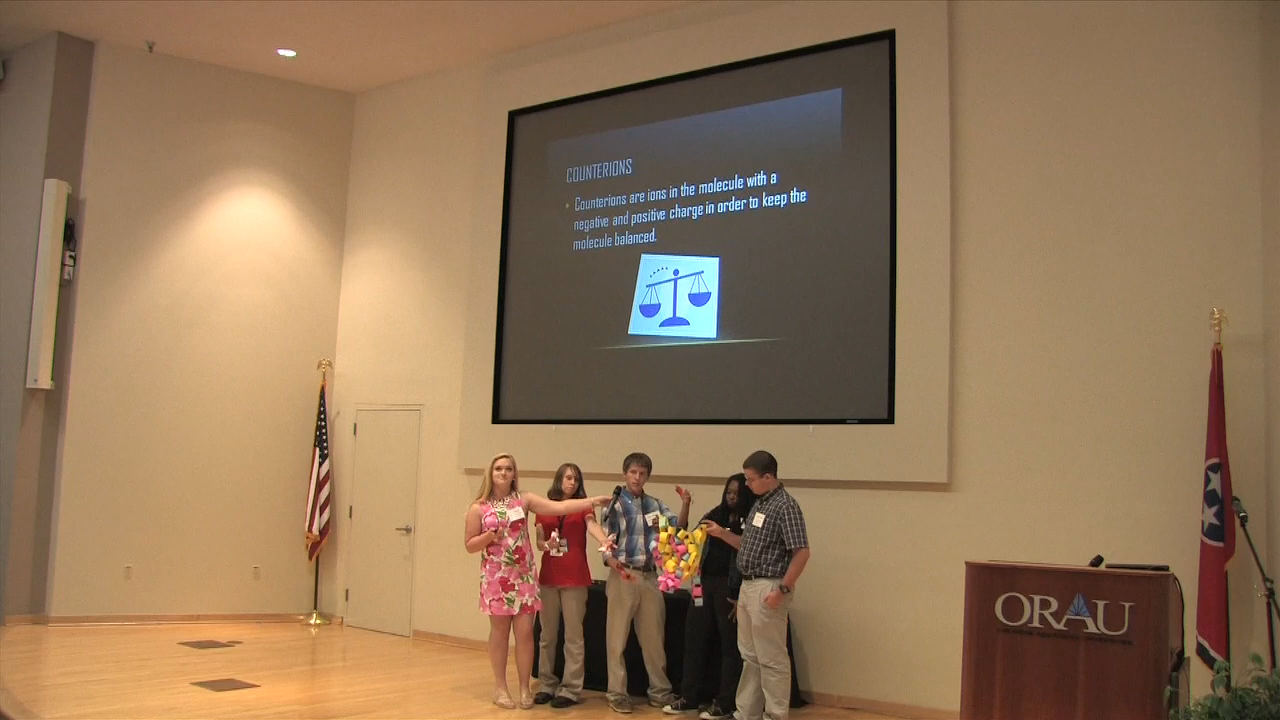 COUNTERIONS
• Counterions are ions in the molecule with a
negative and positive charge in order to keep the
molecule balanced.
ORAU